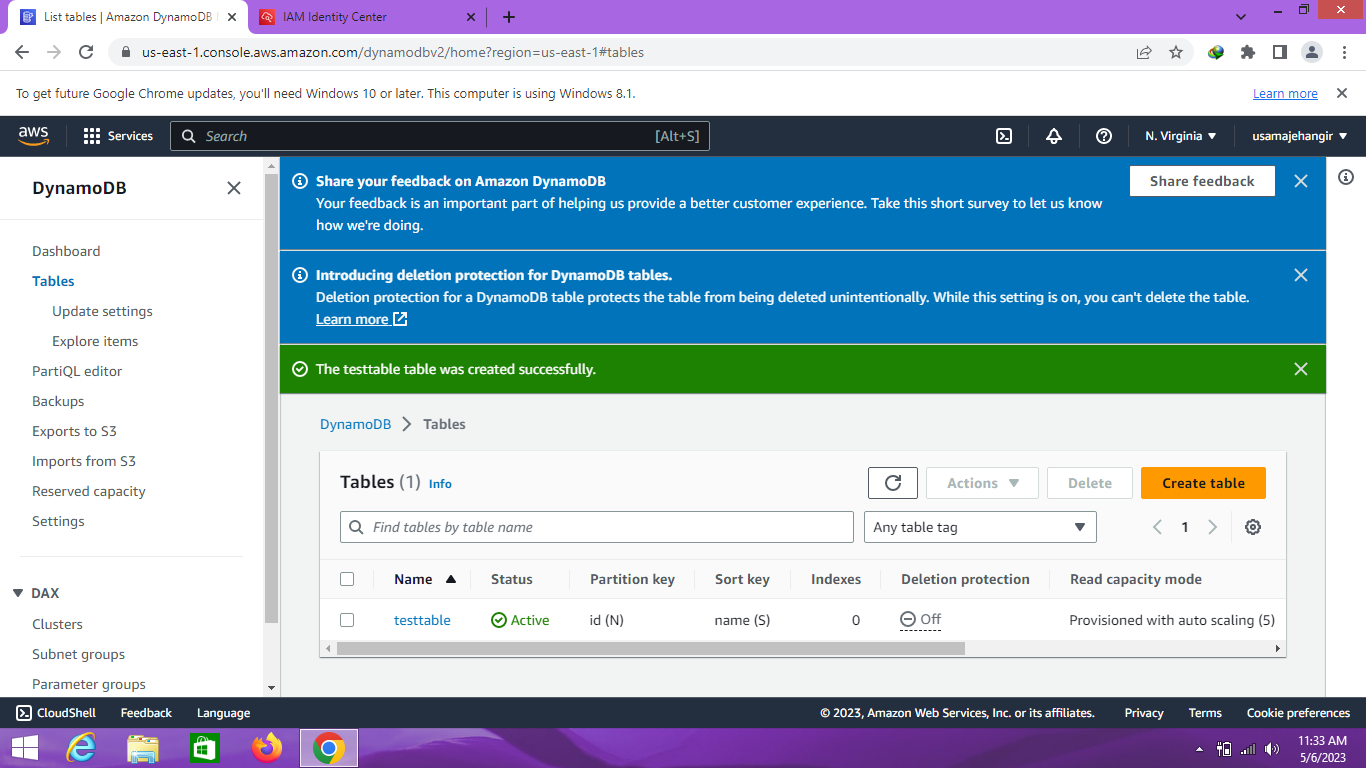 List tables | Amazon DynamoDB
IAM Identity Center
us-east-1.console.aws.amazon.com/dynamodbv2/home?region=us-east-1#tables
To get future Google Chrome updates, you'll need Windows 10 or later. This computer is using Windows 8.1.
Learn more
aws
Services
Search
[Alt+S]
N. Virginia
usamajehangir
DynamoDB
Dashboard
Tables
Update settings
Explore items
PartiQL editor
Backups
Exports to S3
Imports from S3
Reserved capacity
Settings
DAX
Clusters
Subnet groups
Parameter groups
Share your feedback on Amazon DynamoDB
Your feedback is an important part of helping us provide a better customer experience. Take this short survey to let us know
how we're doing.
Share feedback
Introducing deletion protection for DynamoDB tables.
Deletion protection for a DynamoDB table protects the table from being deleted unintentionally. While this setting is on, you can't delete the table.
Learn more
The testtable table was created successfully.
DynamoDB Tables
Tables (1) Info
Actions
Delete
Create table
Find tables by table name
Any table tag
1
Name Status Partition key Sort key Indexes Deletion protection Read capacity mode
testtable Active id (N) name (S) 0 Off Provisioned with auto scaling (5)
CloudShell Feedback Language
© 2023, Amazon Web Services, Inc. or its affiliates. Privacy Terms Cookie preferences
11:33 AM
5/6/2023